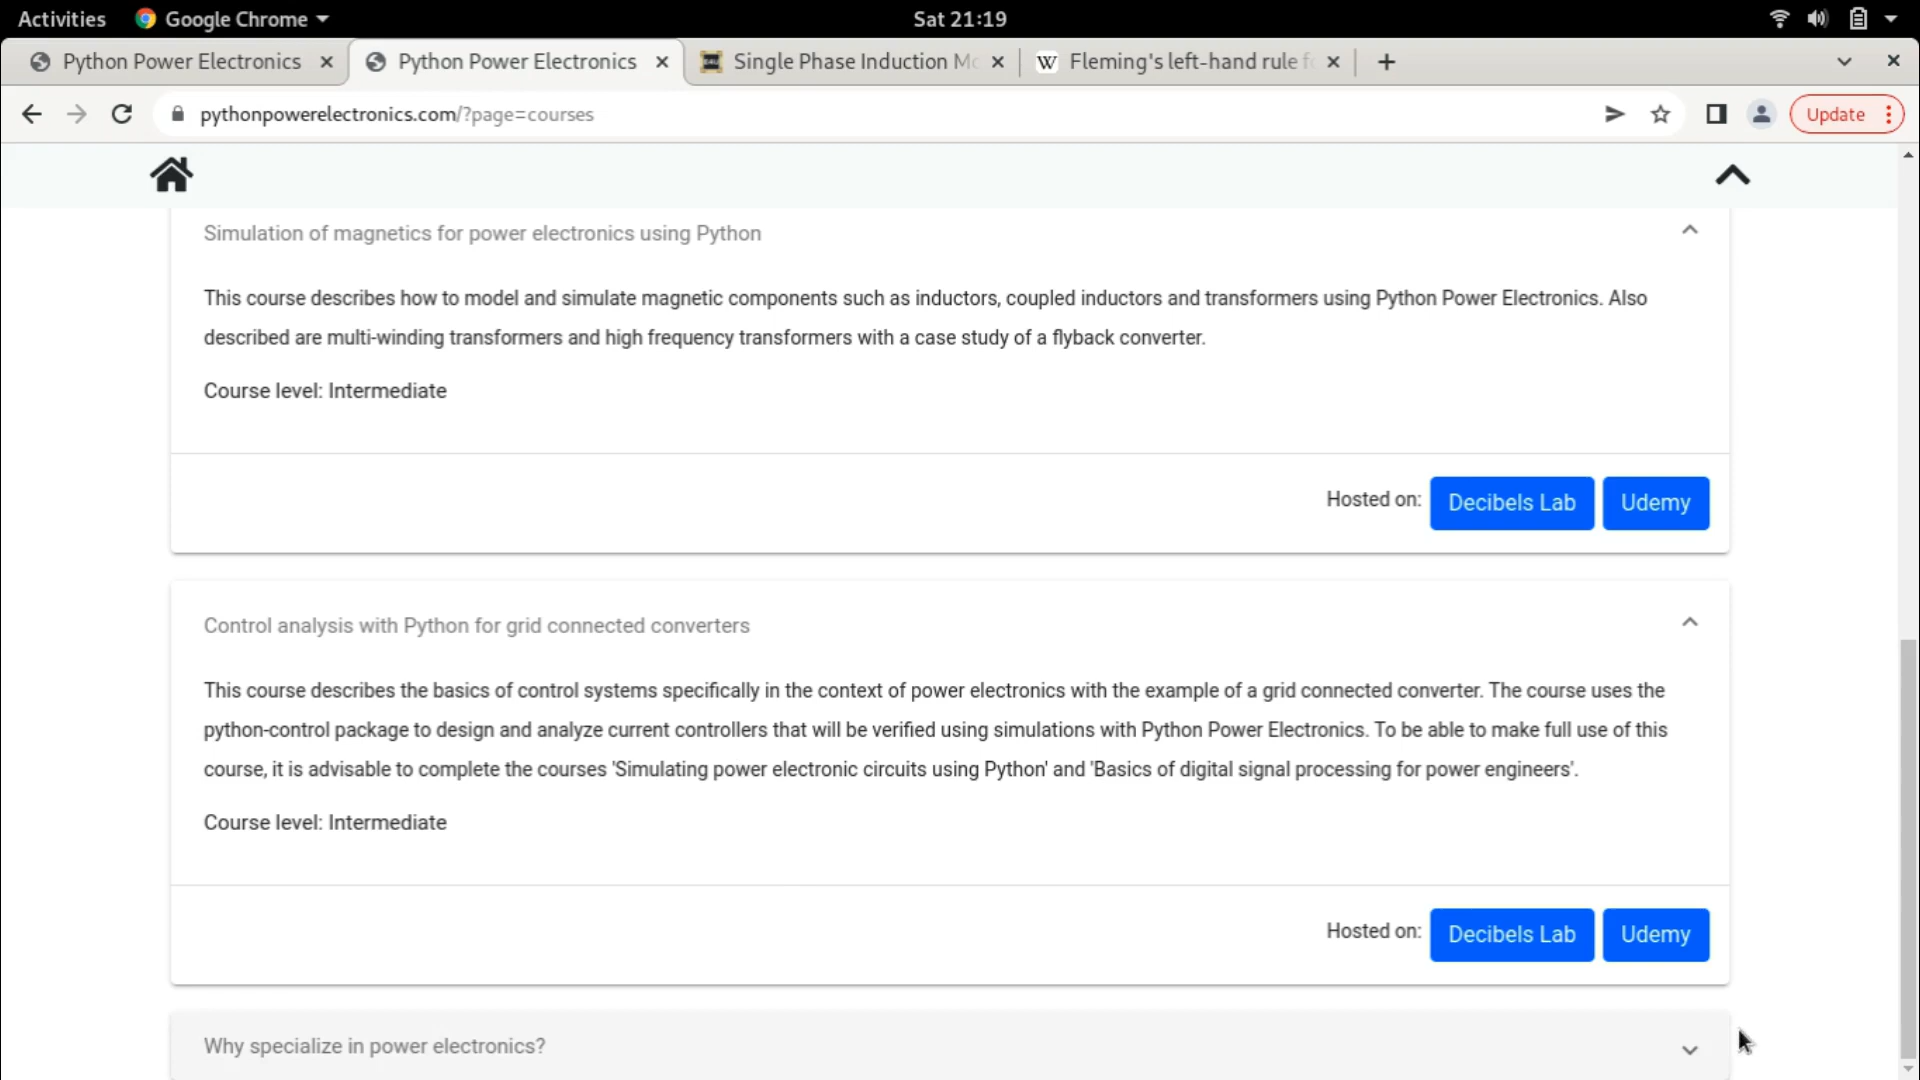 Activities
Google Chrome
Sat 21:19
Python Power Electronics
Python Power Electronics
Single Phase Induction Mo
Fleming's left-hand rule f
pythonpowerelectronics.com/?page=courses
Update
Simulation of magnetics for power electronics using Python
This course describes how to model and simulate magnetic components such as inductors, coupled inductors and transformers using Python Power Electronics. Also
described are multi-winding transformers and high frequency transformers with a case study of a flyback converter.
Course level: Intermediate
Hosted on: Decibels Lab Udemy
Control analysis with Python for grid connected converters
This course describes the basics of control systems specifically in the context of power electronics with the example of a grid connected converter. The course uses the
python-control package to design and analyze current controllers that will be verified using simulations with Python Power Electronics. To be able to make full use of this
course, it is advisable to complete the courses 'Simulating power electronic circuits using Python' and 'Basics of digital signal processing for power engineers'.
Course level: Intermediate
Hosted on: Decibels Lab Udemy
Why specialize in power electronics?